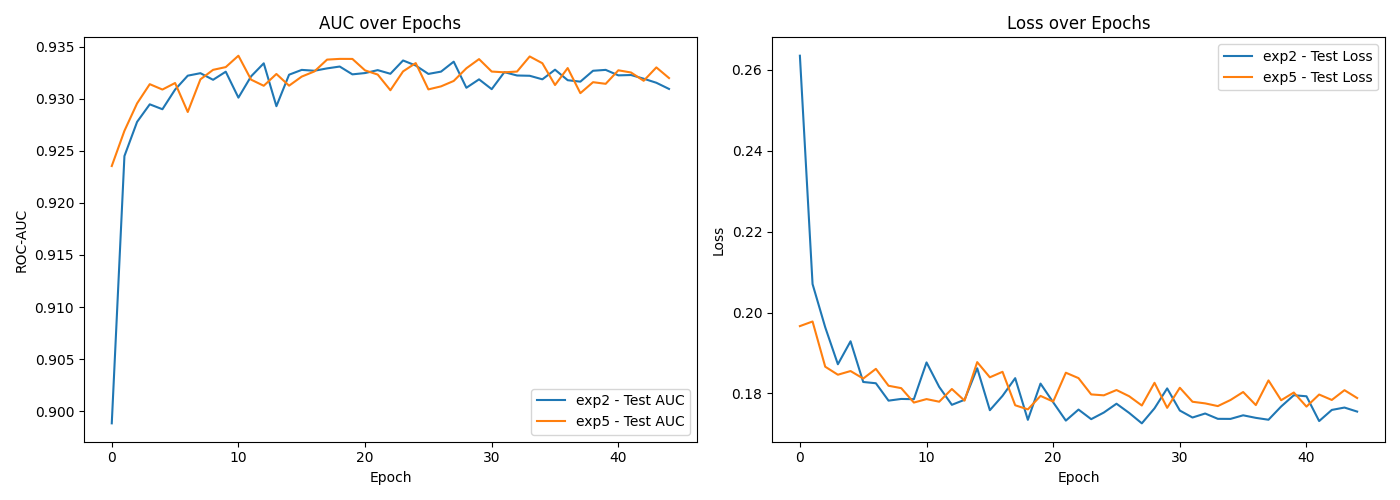 AUC over Epochs
0.935
0.930
0.925
0.920
0.915
0.910
0.905
0.900
ROC-AUC
0
10
20
30
40
Epoch
exp2 - Test AUC
exp5 - Test AUC
Loss over Epochs
0.26
0.24
0.22
0.20
0.18
Loss
0
10
20
30
40
Epoch
exp2 - Test Loss
exp5 - Test Loss